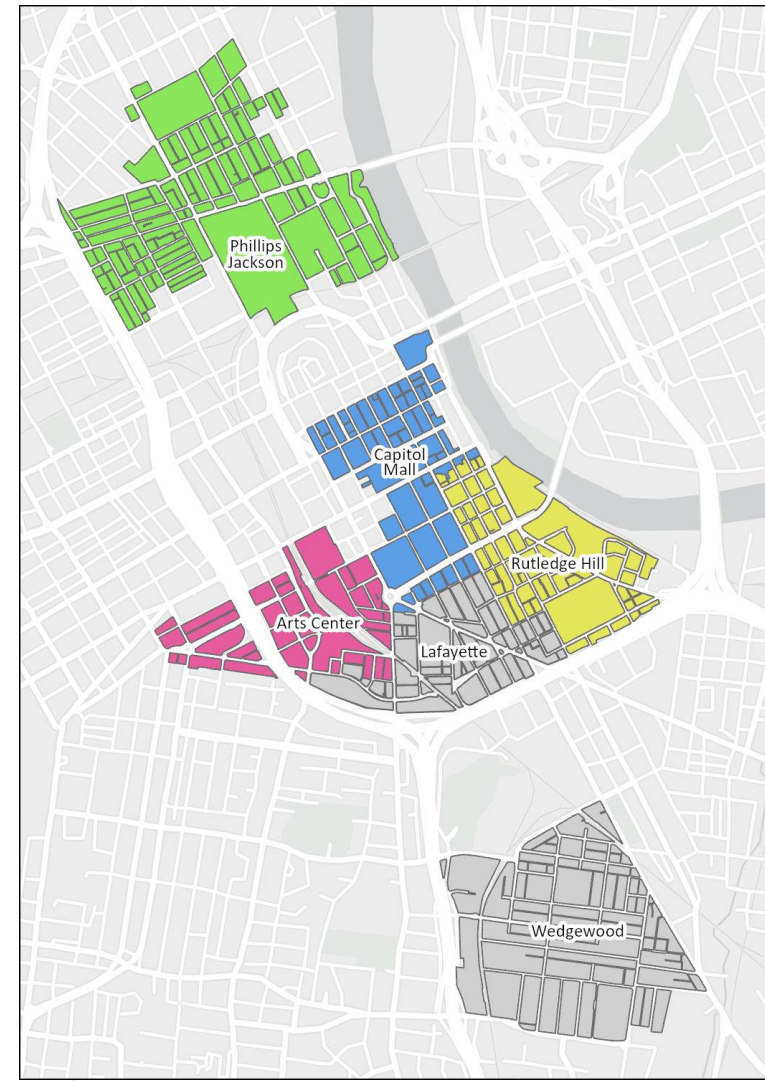 Phillips
Jackson
Capitol
Mall
Rutledge Hill
Arts Center
Lafayette
Wedgewood